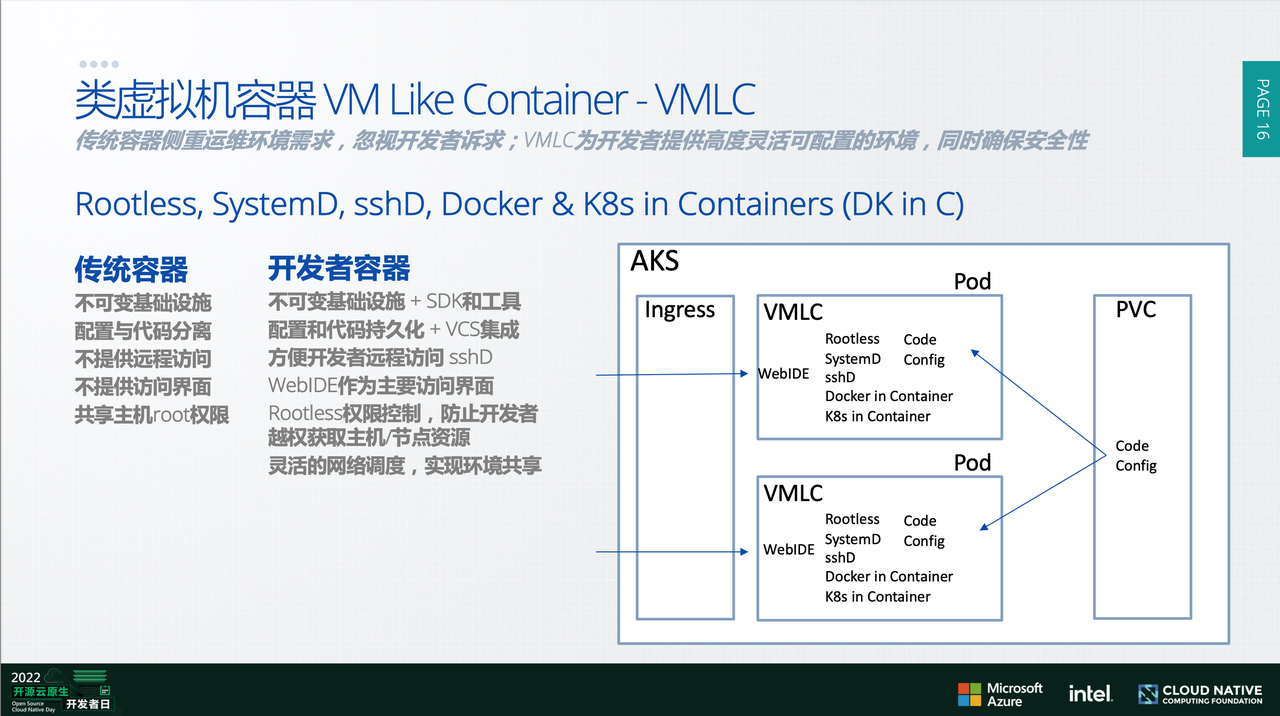 类虚拟机容器 VM Like Container - VMLC
传统容器侧重运维环境需求，忽视开发者诉求；VMLC为开发者提供高度灵活可配置的环境，同时确保安全性
PAGE 16
Rootless, SystemD, sshD, Docker & K8s in Containers (DK in C)
传统容器
不可变基础设施
配置与代码分离
不提供远程访问
不提供访问界面
共享主机root权限
开发者容器
不可变基础设施 + SDK和工具
配置和代码持久化 + VCS集成
方便开发者远程访问 sshD
WebIDE作为主要访问界面
Rootless权限控制，防止开发者
越权获取主机/节点资源
灵活的网络调度，实现环境共享
AKS
Ingress
Pod
VMLC
WebIDE
Rootless
SystemD
sshD
Docker in Container
K8s in Container
Code
Config
Pod
VMLC
WebIDE
Rootless
SystemD
sshD
Docker in Container
K8s in Container
Code
Config
PVC
Code
Config
2022
开源云原生
Open Source
Cloud Native Day
开发者日
Microsoft
Azure
intel.
CLOUD NATIVE
COMPUTING FOUNDATION